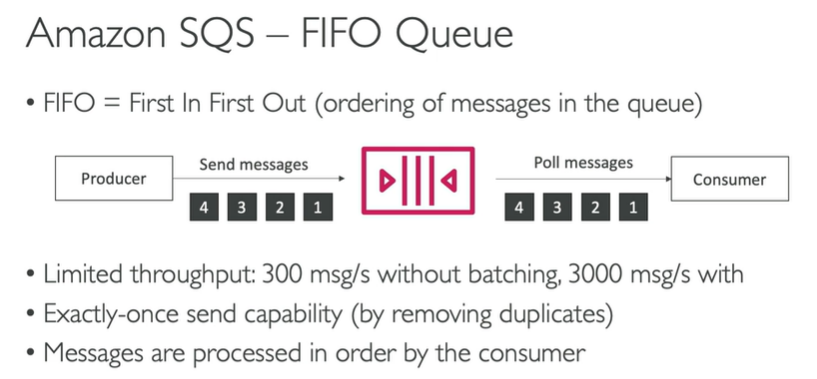 Amazon SQS – FIFO Queue
• FIFO = First In First Out (ordering of messages in the queue)
Producer
Send messages
4 3 2 1
Poll messages
4 3 2 1
Consumer
• Limited throughput: 300 msg/s without batching, 3000 msg/s with
• Exactly-once send capability (by removing duplicates)
• Messages are processed in order by the consumer